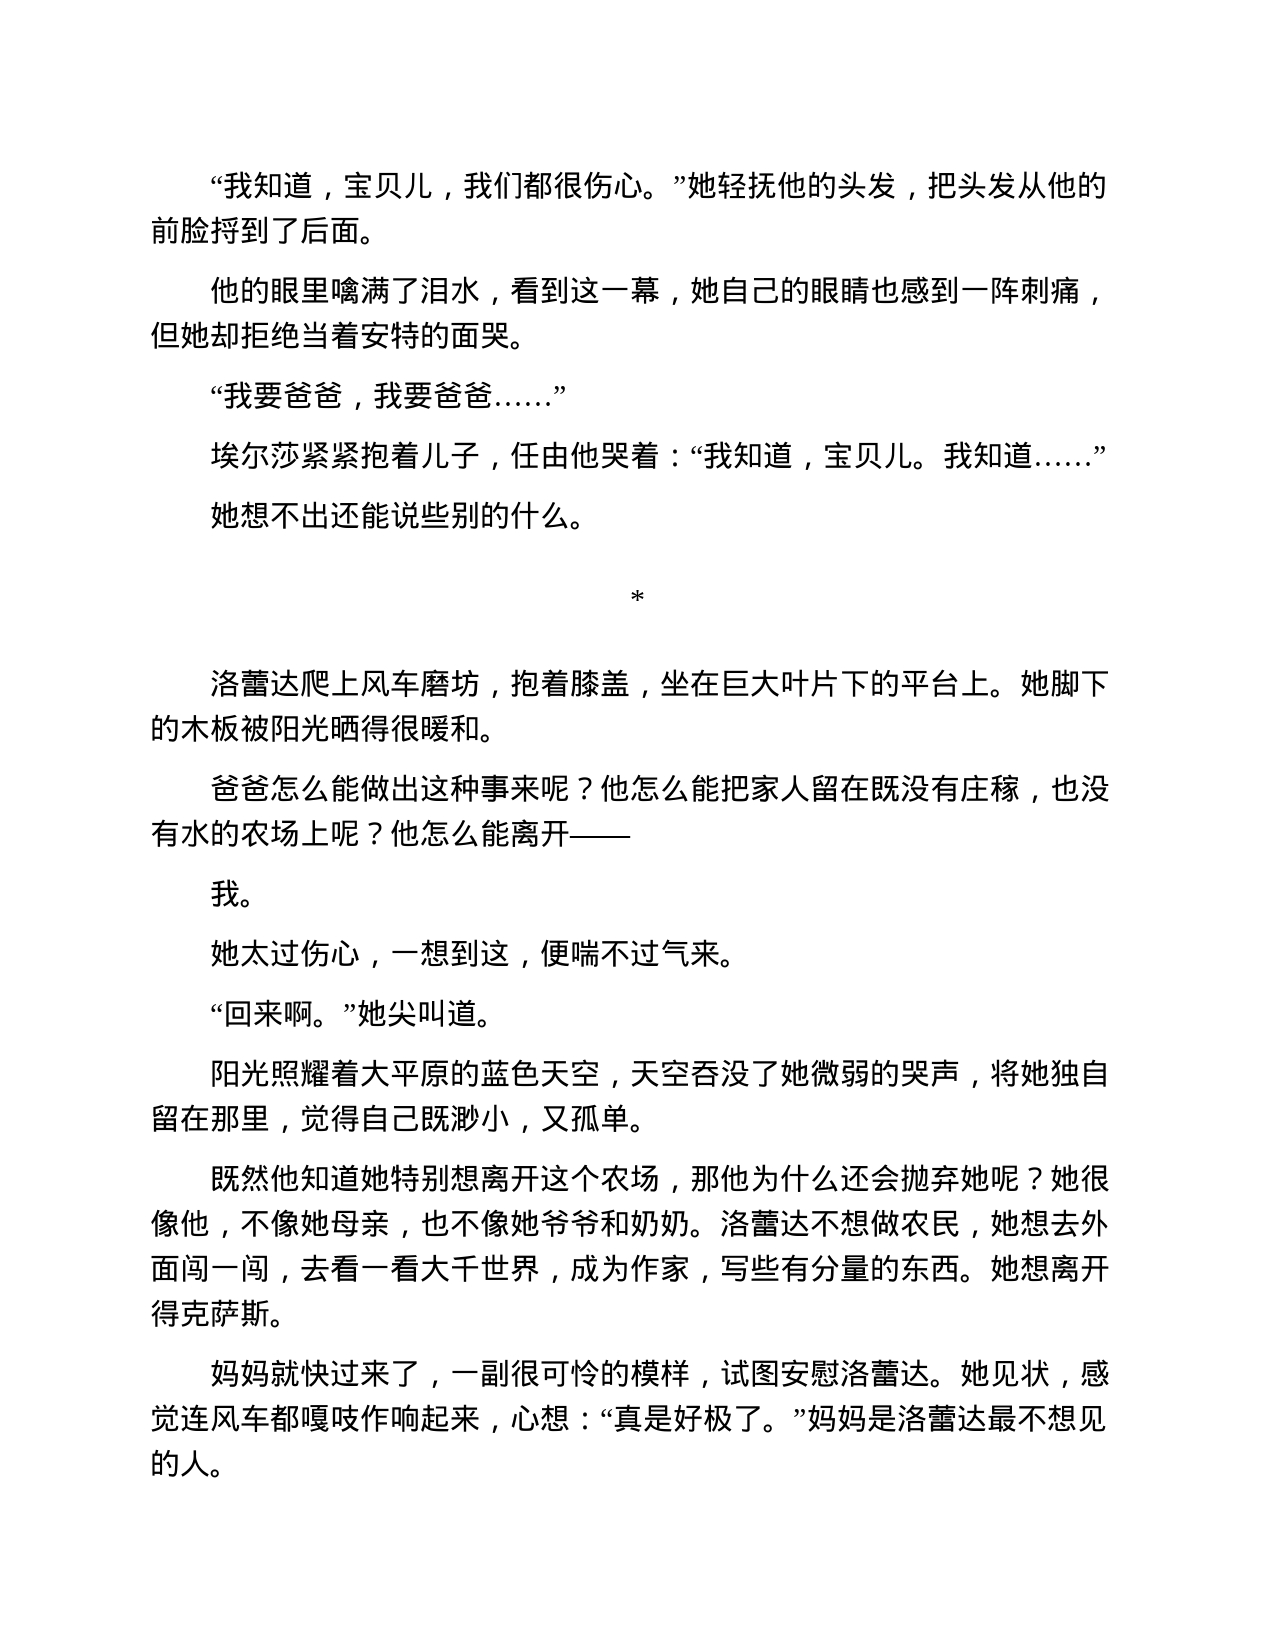 “我知道，宝贝儿，我们都很伤心。”她轻抚他的头发，把头发从他的
前脸捋到了后面。
他的眼里噙满了泪水，看到这一幕，她自己的眼睛也感到一阵刺痛，
但她却拒绝当着安特的面哭。
“我要爸爸，我要爸爸……”
埃尔莎紧紧抱着儿子，任由他哭着：“我知道，宝贝儿。我知道……”
她想不出还能说些别的什么。
*
洛蕾达爬上风车磨坊，抱着膝盖，坐在巨大叶片下的平台上。她脚下
的木板被阳光晒得很暖和。
爸爸怎么能做出这种事来呢？他怎么能把家人留在既没有庄稼，也没
有水的农场上呢？他怎么能离开——
我。
她太过伤心，一想到这，便喘不过气来。
“回来啊。”她尖叫道。
阳光照耀着大平原的蓝色天空，天空吞没了她微弱的哭声，将她独自
留在那里，觉得自己既渺小，又孤单。
既然他知道她特别想离开这个农场，那他为什么还会抛弃她呢？她很
像他，不像她母亲，也不像她爷爷和奶奶。洛蕾达不想做农民，她想去外
面闯一闯，去看一看大千世界，成为作家，写些有分量的东西。她想离开
得克萨斯。
妈妈就快过来了，一副很可怜的模样，试图安慰洛蕾达。她见状，感
觉连风车都嘎吱作响起来，心想：“真是好极了。”妈妈是洛蕾达最不想见
的人。